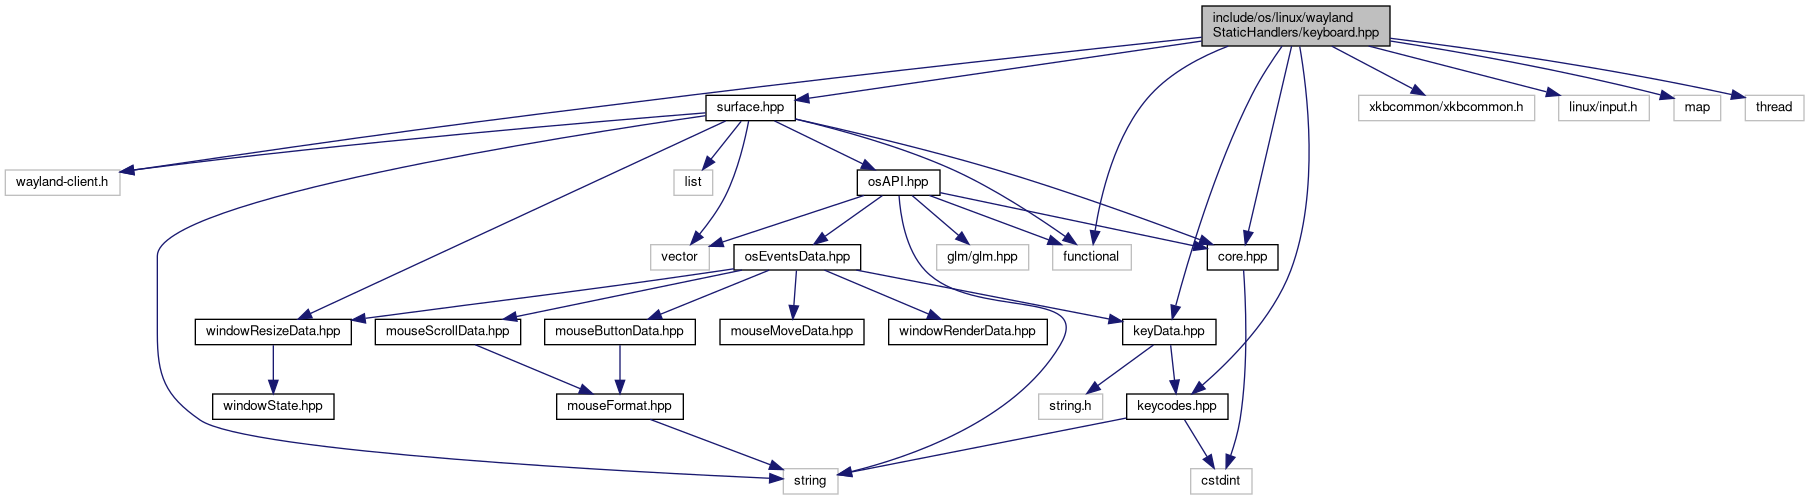 include/os/linux/wayland
StaticHandlers/keyboard.hpp
surface.hpp
xkbcommon/xkbcommon.h
linux/input.h
map
thread
wayland-client.h
list
osAPI.hpp
vector
osEventsData.hpp
glm/glm.hpp
functional
core.hpp
windowResizeData.hpp
mouseScrollData.hpp
mouseButtonData.hpp
mouseMoveData.hpp
windowRenderData.hpp
keyData.hpp
windowState.hpp
mouseFormat.hpp
string.h
keycodes.hpp
string
cstdint